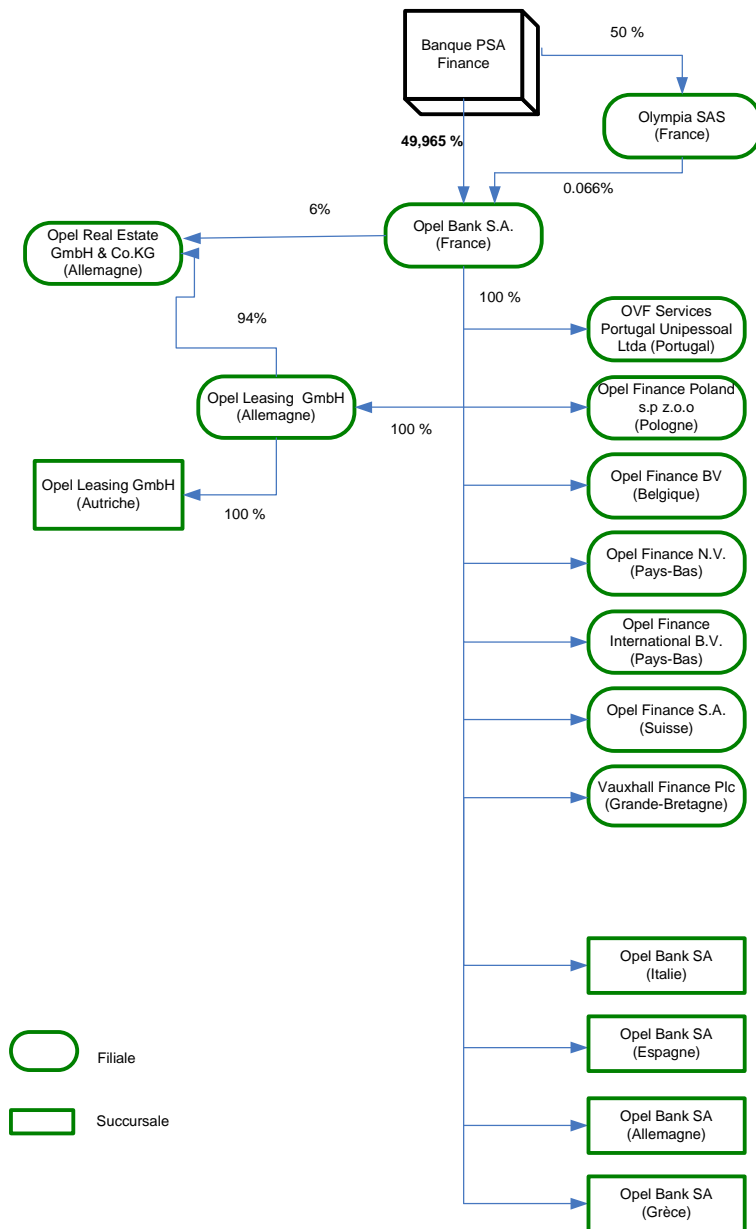 50 %
Banque PSA
Finance
Olympia SAS
(France)
49,965 %
0.066%
6%
Opel Bank S.A.
(France)
Opel Real Estate
GmbH & Co.KG
(Allemagne)
100 %
OVF Services
Portugal Unipessoal
Ltda (Portugal)
94%
Opel Leasing  GmbH
(Allemagne)
Opel Finance Poland
s.p z.o.o
(Pologne)
100 %
Opel Leasing GmbH
(Autriche)
Opel Finance BV
(Belgique)
100 %
Opel Finance N.V.
(Pays-Bas)
Opel Finance
International B.V.
(Pays-Bas)
Opel Finance S.A.
(Suisse)
Vauxhall Finance Plc
(Grande-Bretagne)
Opel Bank SA
(Italie)
Opel Bank SA
(Espagne)
Filiale
Opel Bank SA
(Allemagne)
Succursale
Opel Bank SA
(Grèce)